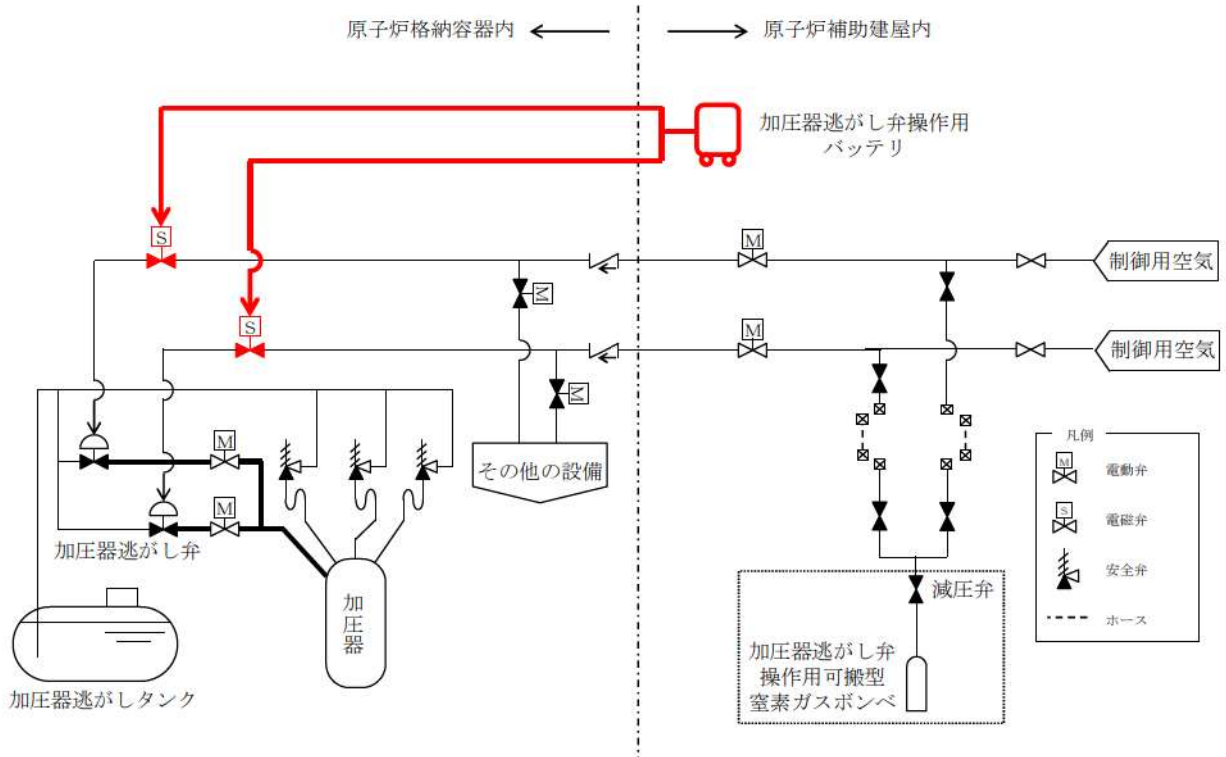 原子炉格納容器内
原子炉補助建屋内
加圧器逃がし弁操作用
バッテリ
S
M
制御用空気
M
S
M
制御用空気
M
M
その他の設備
M
加圧器逃がし弁
加圧器
加圧器逃がしタンク
減圧弁
加圧器逃がし弁
操作用可搬型
窒素ガスボンベ
凡例
M
電動弁
S
電磁弁
安全弁
ホース